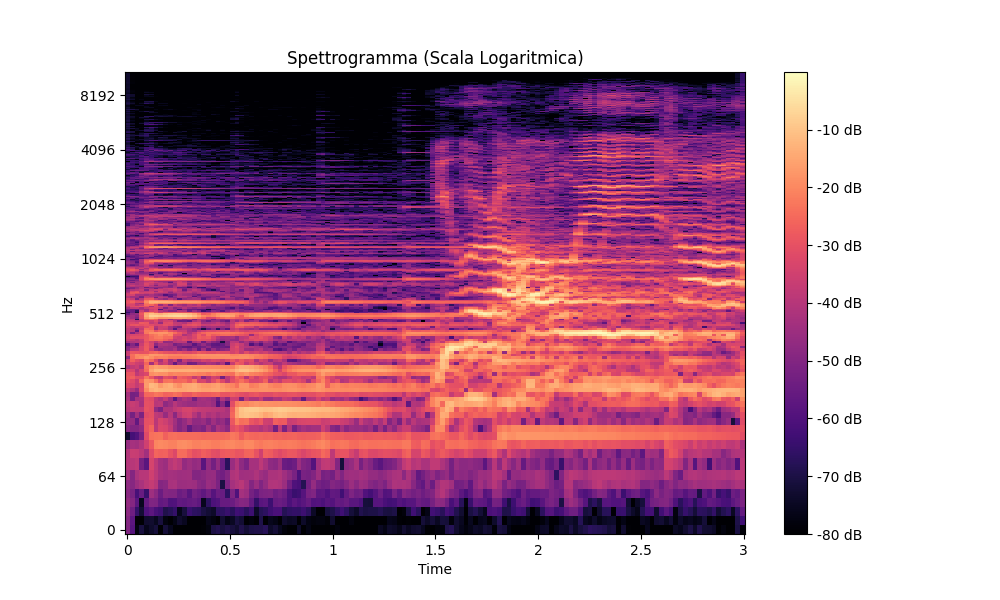 Spettrogramma (Scala Logaritmica)
8192
4096
2048
1024
512
256
128
64
0
Hz
0 0.5 1 1.5 2 2.5 3
Time
-10 dB
-20 dB
-30 dB
-40 dB
-50 dB
-60 dB
-70 dB
-80 dB